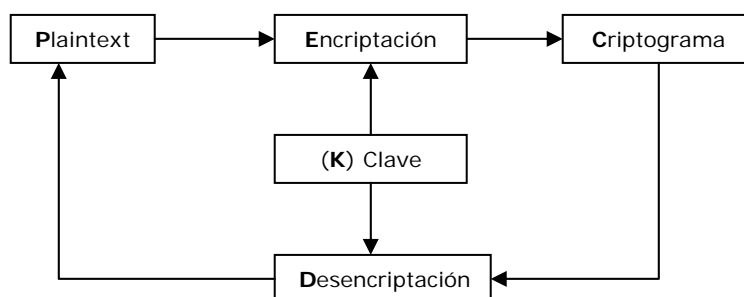 Plaintext
Encriptación
Criptograma
(K) Clave
Desencriptación